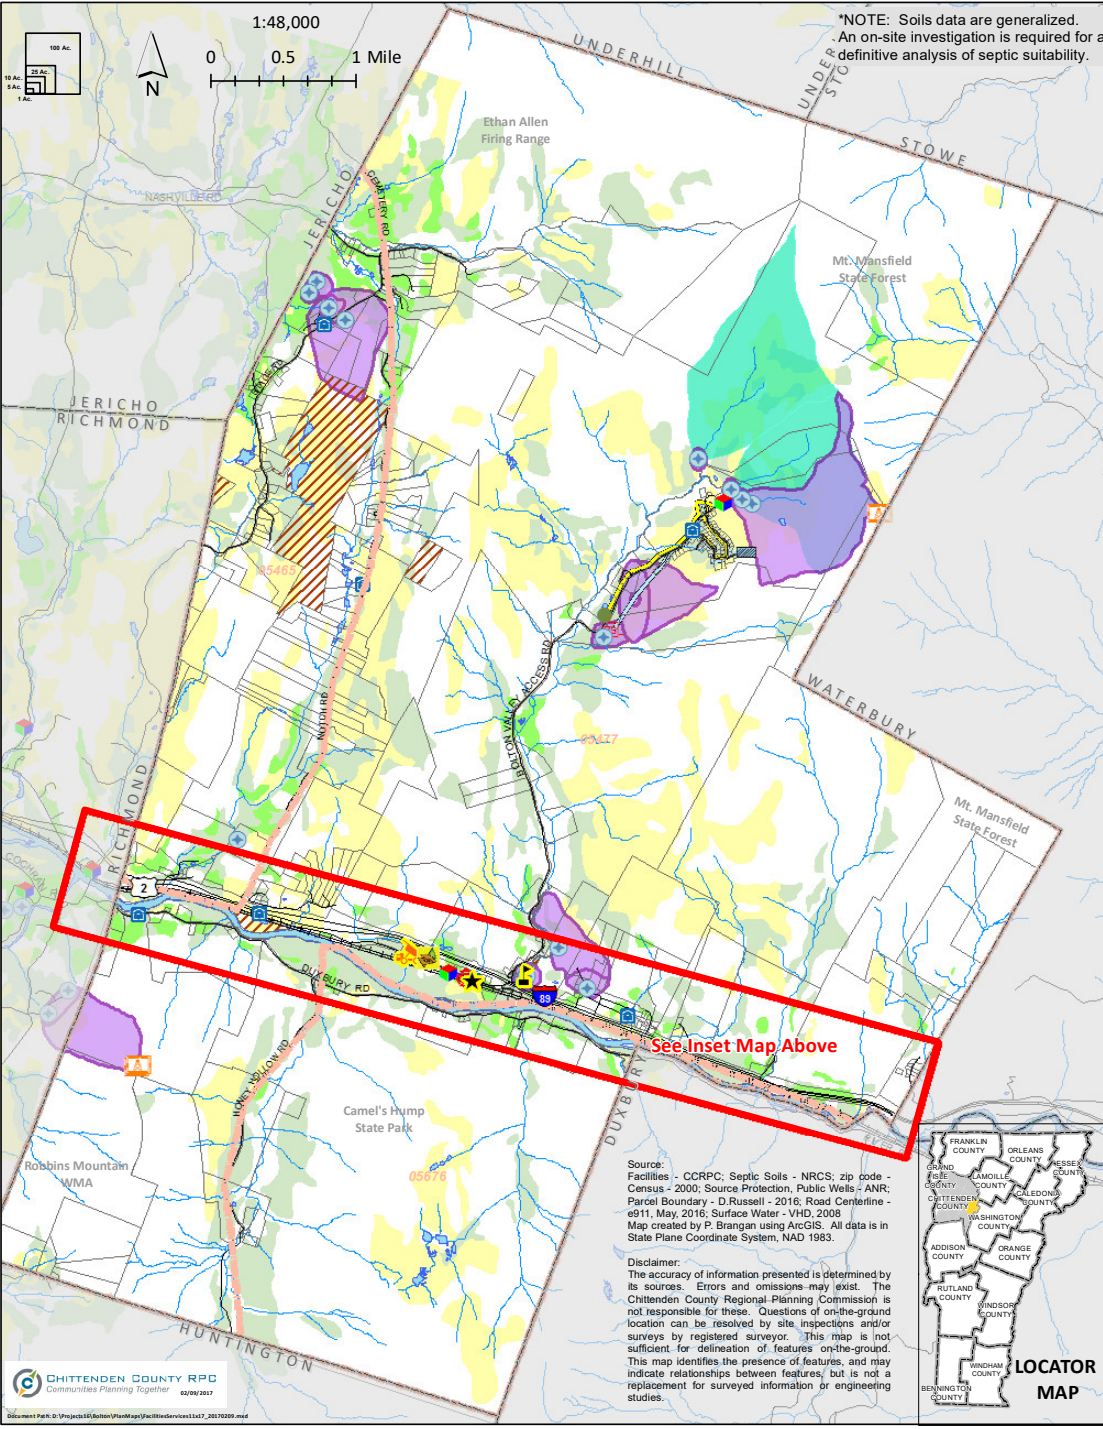 1:48,000
0 0.5 1 Mile
N
100 Ac.
25 Ac.
10 Ac.
5 Ac.
1 Ac.
*NOTE: Soils data are generalized.
An on-site investigation is required for a
definitive analysis of septic suitability.
UNDERHILL
UNDER
STO
STOWE
Ethan Allen
Firing Range
CEMETERY RD
NASHVILLE RD
JERICHO
Mt. Mansfield
State Forest
JERICHO
RICHMOND
05465
BOLTON VALLEY ACCESS RD
WATERBURY
NOTCH RD
05477
Mt. Mansfield
State Forest
RICHMOND
2
DUXBURY RD
89
See Inset Map Above
HONEY HOLLOW RD
DUXBUR
Camel's Hump
State Park
Robbins Mountain
WMA
05676
HUNTINGTON
Source:
Facilities - CCRPC; Septic Soils - NRCS; zip code -
Census - 2000; Source Protection, Public Wells - ANR;
Parcel Boundary - D.Russell - 2016; Road Centerline -
e911, May, 2016; Surface Water - VHD, 2008
Map created by P. Brangan using ArcGIS. All data is in
State Plane Coordinate System, NAD 1983.
Disclaimer:
The accuracy of information presented is determined by
its sources. Errors and omissions may exist. The
Chittenden County Regional Planning Commission is
not responsible for these. Questions of on-the-ground
location can be resolved by site inspections and/or
surveys by registered surveyor. This map is not
sufficient for delineation of features on-the-ground.
This map identifies the presence of features, and may
indicate relationships between features, but is not a
replacement for surveyed information or engineering
studies.
FRANKLIN
COUNTY
ORLEANS
COUNTY
ESSEX
COUNTY
GRAND
ISLE
COUNTY
LAMOILLE
COUNTY
CALEDONIA
COUNTY
CHITTENDEN
COUNTY
WASHINGTON
COUNTY
ADDISON
COUNTY
ORANGE
COUNTY
RUTLAND
COUNTY
WINDSOR
COUNTY
WINDHAM
COUNTY
BENNINGTON
COUNTY
LOCATOR
MAP
CHITTENDEN COUNTY RPC
Communities Planning Together
02/09/2017
Document Path: D:\Projects16\Bolton\PlanMaps\FacilitiesServices11x17_20170209.mxd